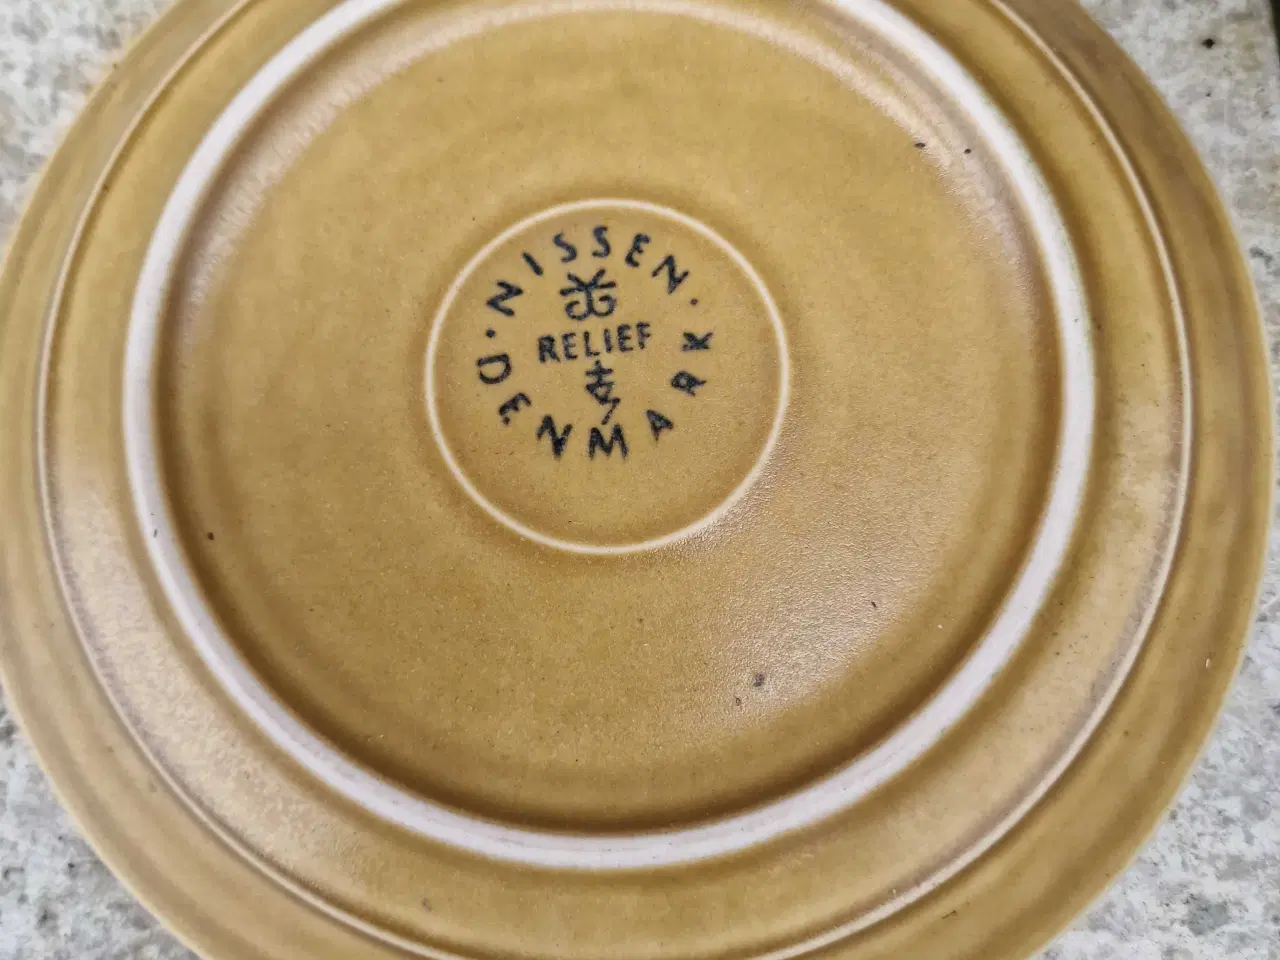 NISSEN.
RELIEF
.DENMARK